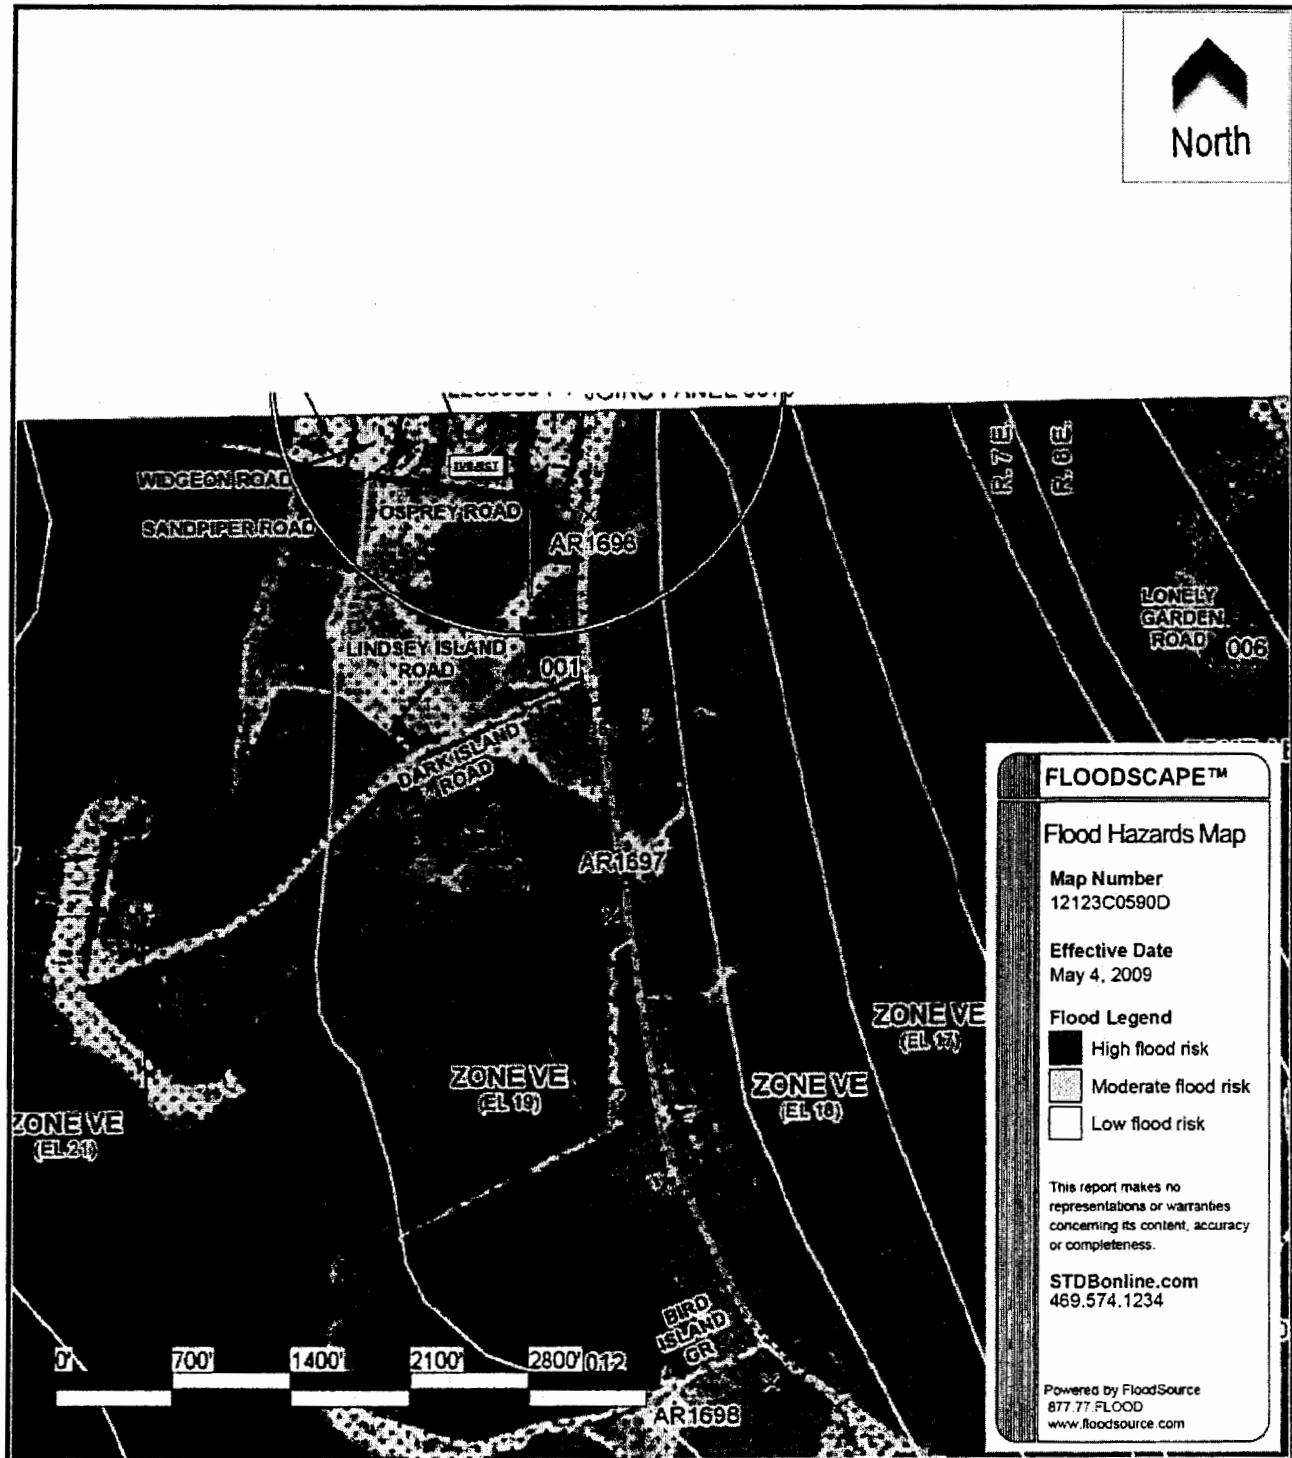 North
WIDGEON ROAD
SANDPIPER ROAD
OSPREY ROAD
AR1696
R. 7 E.
LONELY
GARDEN
ROAD
006
LINDSEY ISLAND
ROAD
001
DARK ISLAND
ROAD
AR1697
ZONE VE
(EL 17)
ZONE VE
(EL 19)
ZONE VE
(EL 18)
ZONE VE
(EL 21)
BIRD
ISLAND
GR
0'
700'
1400'
2100'
2800'
012
AR1698
FLOODSCAPE™
Flood Hazards Map
Map Number
12123C0590D
Effective Date
May 4, 2009
Flood Legend
High flood risk
Moderate flood risk
Low flood risk
This report makes no
representations or warranties
concerning its content, accuracy
or completeness.
STDBonline.com
469.574.1234
Powered by FloodSource
877.77.FLOOD
www.floodsource.com